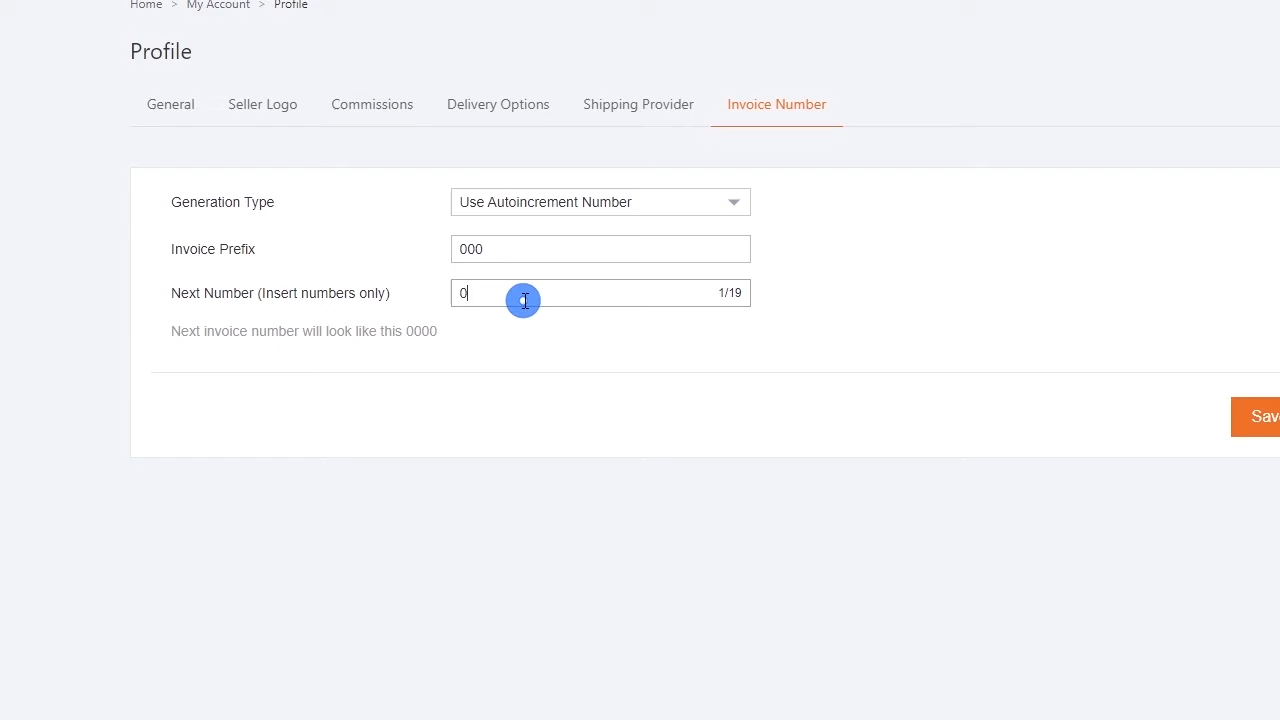 Home > My Account > Profile
Profile
General Seller Logo Commissions Delivery Options Shipping Provider Invoice Number
Generation Type Use Autoincrement Number
Invoice Prefix 000
Next Number (Insert numbers only) 0 1/19
Next invoice number will look like this 0000